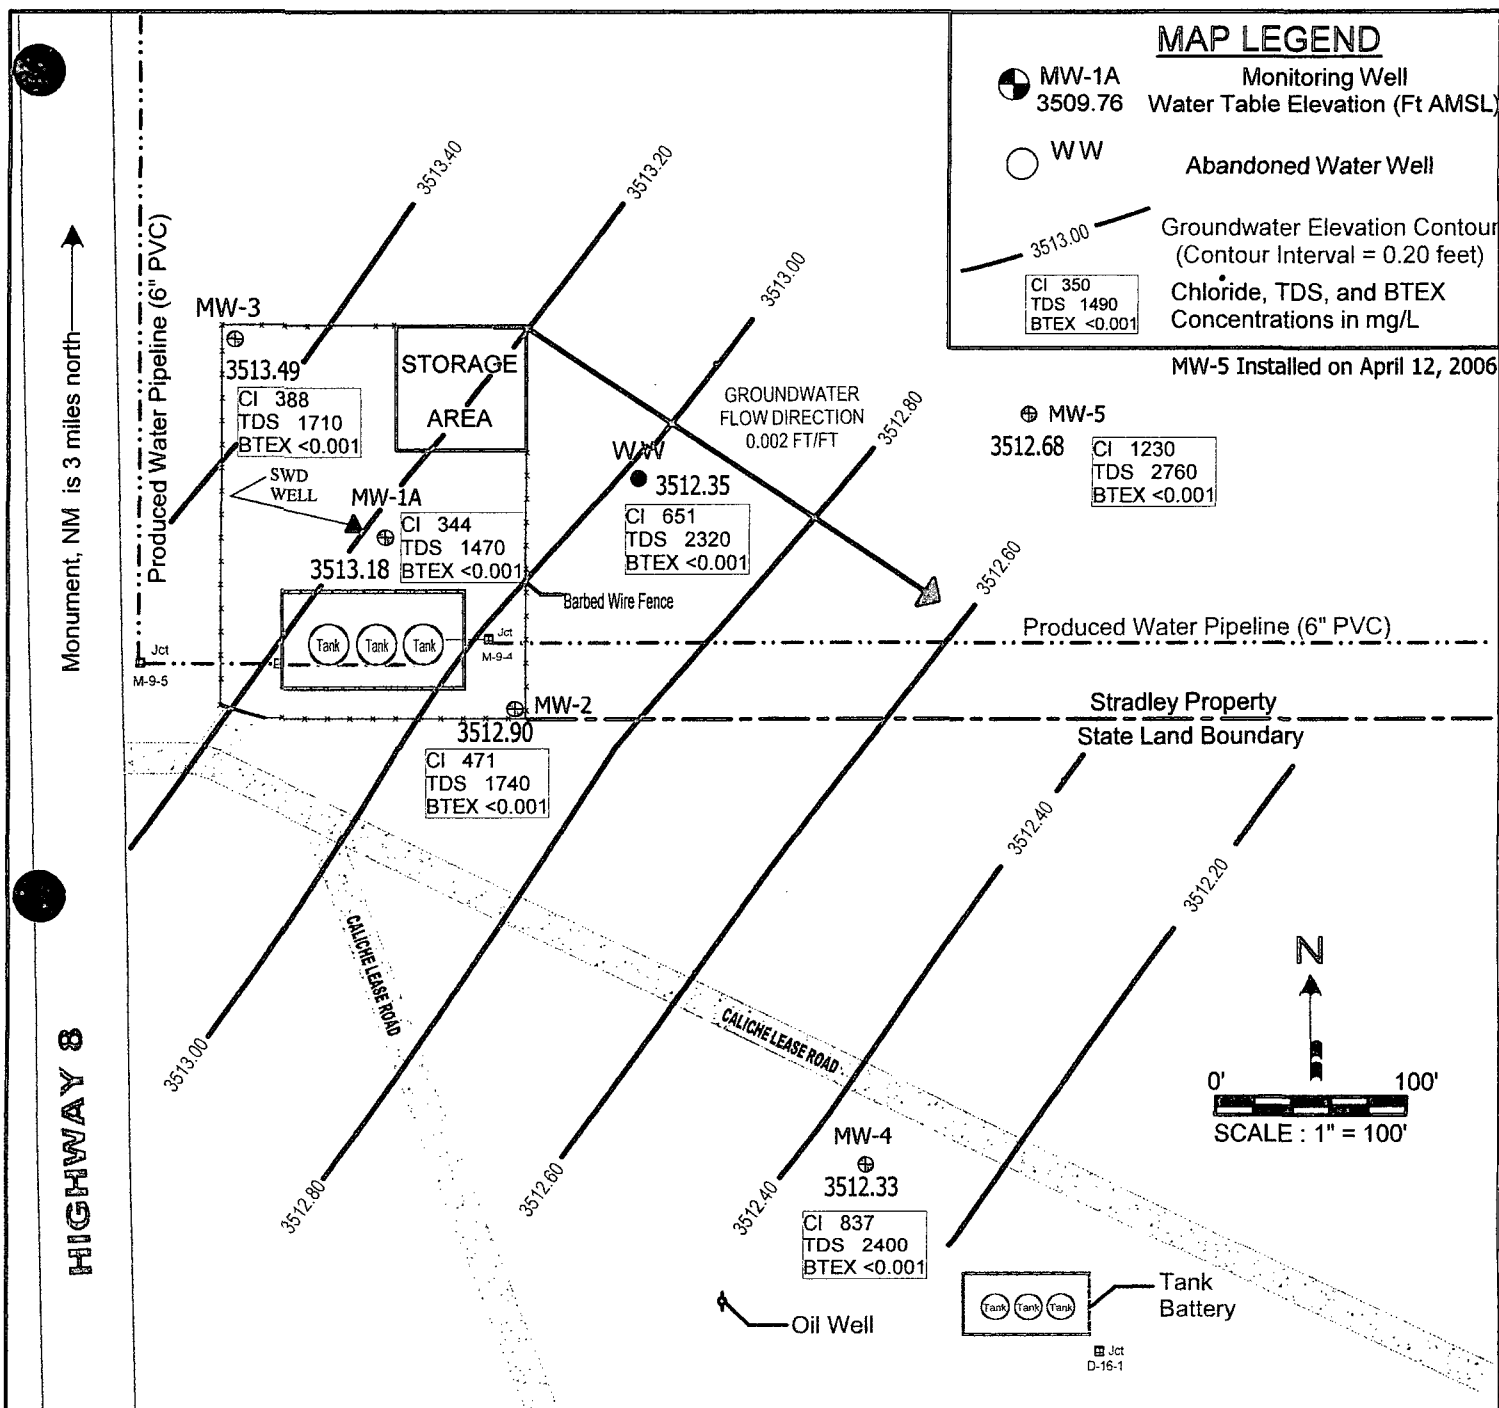 MAP LEGEND
MW-1A
3509.76
Monitoring Well
Water Table Elevation (Ft AMSL)
WW
Abandoned Water Well
3513.00
Groundwater Elevation Contour
(Contour Interval = 0.20 feet)
Cl 350
TDS 1490
BTEX <0.001
Chloride, TDS, and BTEX
Concentrations in mg/L
MW-5 Installed on April 12, 2006
3513.40
3513.20
3513.00
3512.80
3512.60
Monument, NM is 3 miles north
Produced Water Pipeline (6" PVC)
MW-3
3513.49
Cl 388
TDS 1710
BTEX <0.001
STORAGE
AREA
GROUNDWATER
FLOW DIRECTION
0.002 FT/FT
MW-5
3512.68
Cl 1230
TDS 2760
BTEX <0.001
WW
3512.35
Cl 651
TDS 2320
BTEX <0.001
SWD
WELL
MW-1A
3513.18
Cl 344
TDS 1470
BTEX <0.001
Barbed Wire Fence
Tank
Tank
Tank
Jct
M-9-4
Jct
M-9-5
E
Produced Water Pipeline (6" PVC)
MW-2
3512.90
Cl 471
TDS 1740
BTEX <0.001
Stradley Property
State Land Boundary
3512.40
3512.20
CALICHE LEASE ROAD
CALICHE LEASE ROAD
HIGHWAY 8
3513.00
3512.80
3512.60
3512.40
N
0' 100'
SCALE : 1" = 100'
MW-4
3512.33
Cl 837
TDS 2400
BTEX <0.001
Oil Well
Tank
Tank
Tank
Tank
Battery
Jct
D-16-1